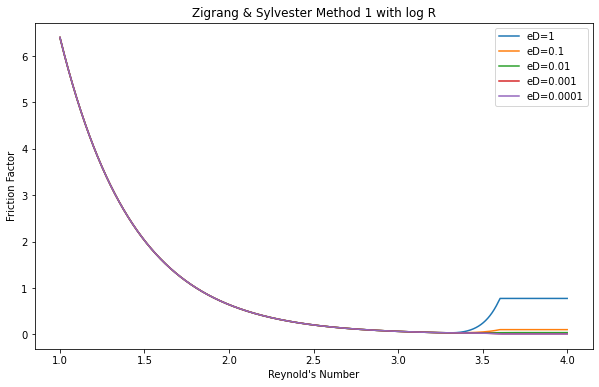 Zigrang & Sylvester Method 1 with log R
eD=1
eD=0.1
eD=0.01
eD=0.001
eD=0.0001
Friction Factor
6
5
4
3
2
1
0
1.0 1.5 2.0 2.5 3.0 3.5 4.0
Reynold's Number